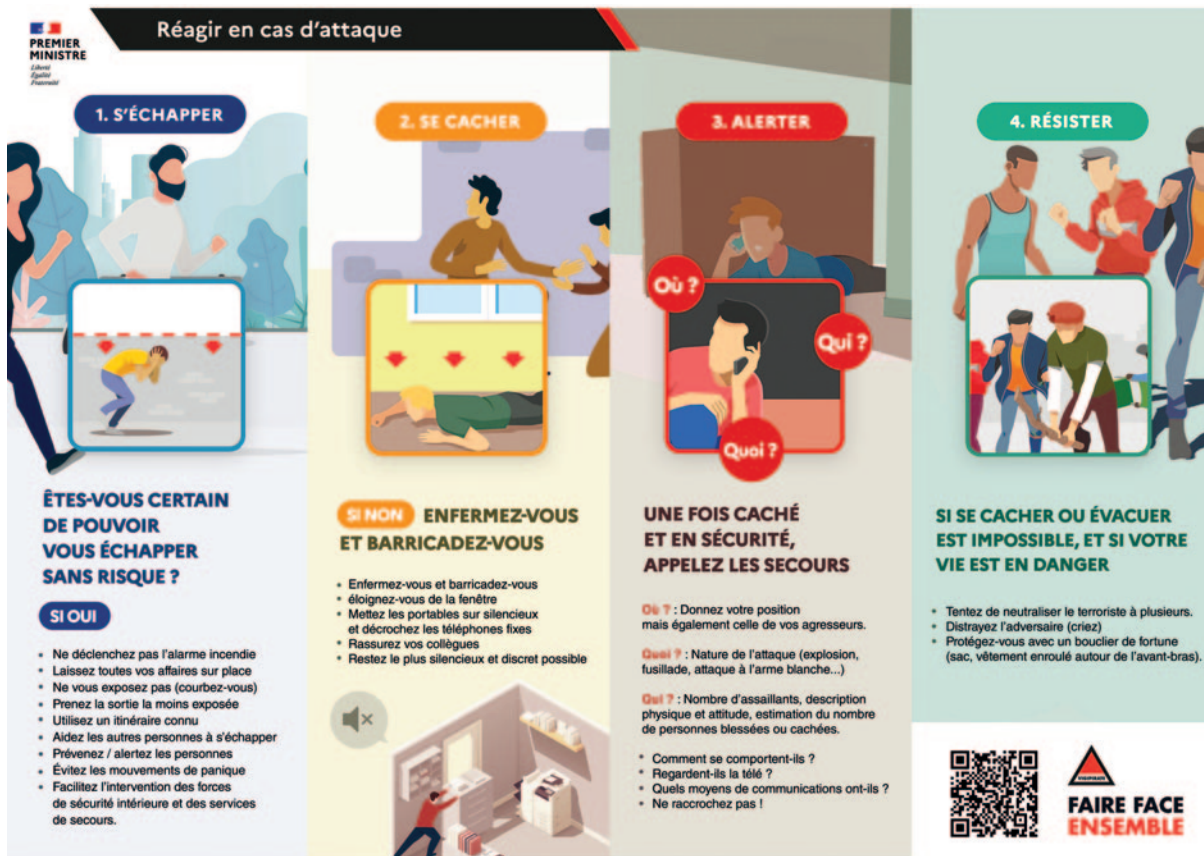 PREMIER
MINISTRE
Liberté
Égalité
Fraternité
Réagir en cas d’attaque
1. S’ÉCHAPPER
ÊTES-VOUS CERTAIN
DE POUVOIR
VOUS ÉCHAPPER
SANS RISQUE ?
SI OUI
• Ne déclenchez pas l’alarme incendie
• Laissez toutes vos affaires sur place
• Ne vous exposez pas (courbez-vous)
• Prenez la sortie la moins exposée
• Utilisez un itinéraire connu
• Aidez les autres personnes à s’échapper
• Prévenez / alertez les personnes
• Évitez les mouvements de panique
• Facilitez l’intervention des forces
de sécurité intérieure et des services
de secours.
2. SE CACHER
SI NON ENFERMEZ-VOUS
ET BARRICADEZ-VOUS
• Enfermez-vous et barricadez-vous
• éloignez-vous de la fenêtre
• Mettez les portables sur silencieux
et décrochez les téléphones fixes
• Rassurez vos collègues
• Restez le plus silencieux et discret possible
3. ALERTER
Où ?
Qui ?
Quoi ?
UNE FOIS CACHÉ
ET EN SÉCURITÉ,
APPELEZ LES SECOURS
Où ? : Donnez votre position
mais également celle de vos agresseurs.
Quoi ? : Nature de l’attaque (explosion,
fusillade, attaque à l’arme blanche...)
Qui ? : Nombre d’assaillants, description
physique et attitude, estimation du nombre
de personnes blessées ou cachées.
• Comment se comportent-ils ?
• Regardent-ils la télé ?
• Quels moyens de communications ont-ils ?
• Ne raccrochez pas !
4. RÉSISTER
SI SE CACHER OU ÉVACUER
EST IMPOSSIBLE, ET SI VOTRE
VIE EST EN DANGER
• Tentez de neutraliser le terroriste à plusieurs.
• Distrayez l’adversaire (criez)
• Protégez-vous avec un bouclier de fortune
(sac, vêtement enroulé autour de l’avant-bras).
VIGIPIRATE
FAIRE FACE
ENSEMBLE